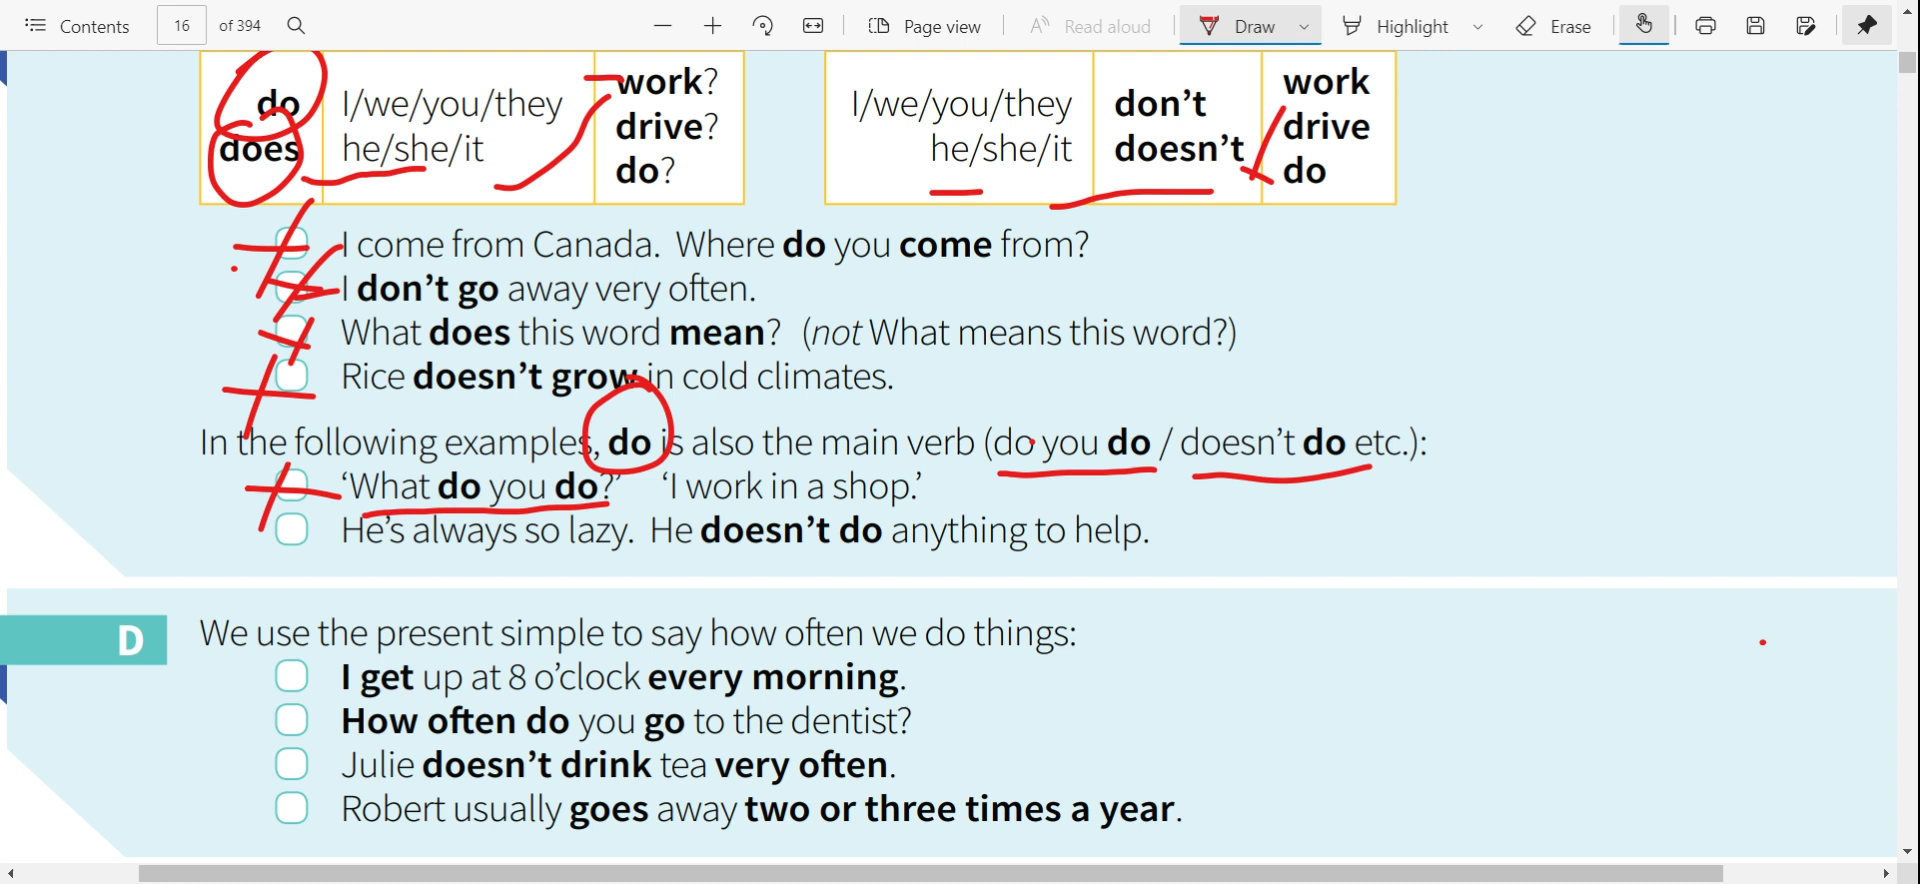 Contents 16 of 394 Page view Read aloud Draw Highlight Erase
do I/we/you/they work?
does he/she/it drive?
do?
I/we/you/they don’t work
he/she/it doesn’t drive
do
I come from Canada. Where do you come from?
I don’t go away very often.
What does this word mean? (not What means this word?)
Rice doesn’t grow in cold climates.
In the following examples, do is also the main verb (do you do / doesn’t do etc.):
‘What do you do?’ ‘I work in a shop.’
He’s always so lazy. He doesn’t do anything to help.
D We use the present simple to say how often we do things:
I get up at 8 o’clock every morning.
How often do you go to the dentist?
Julie doesn’t drink tea very often.
Robert usually goes away two or three times a year.